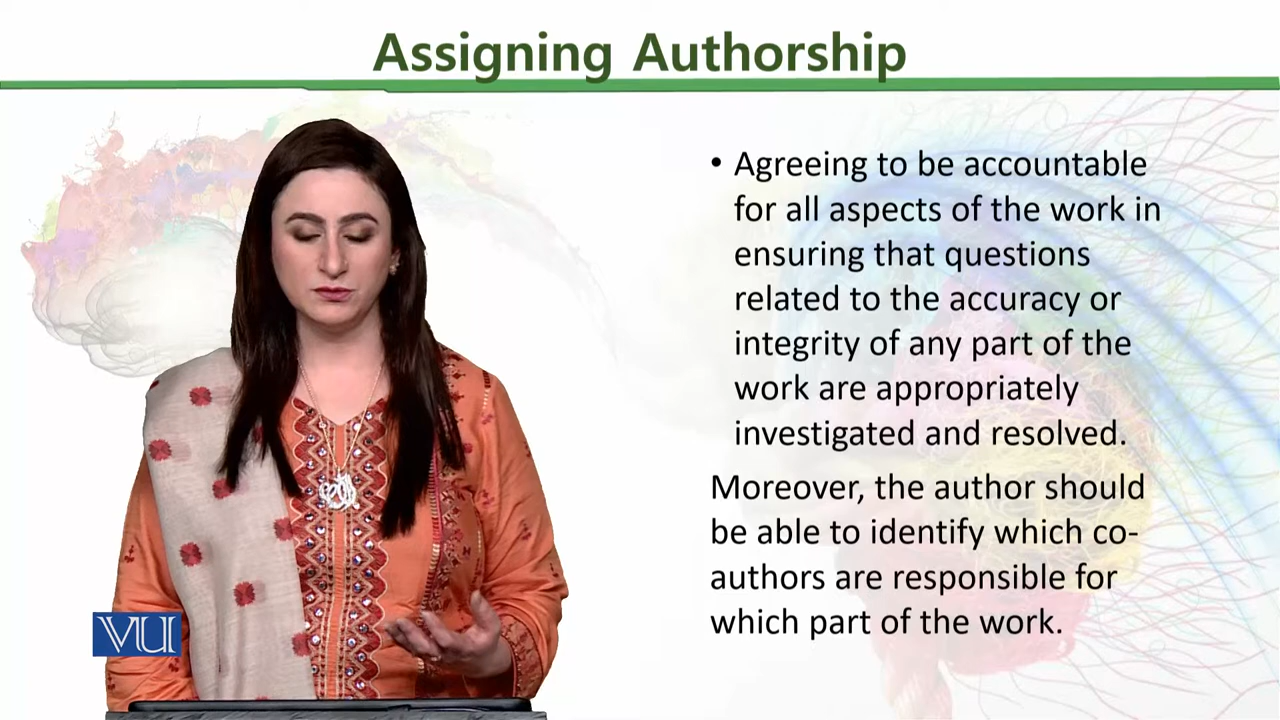 Assigning Authorship
• Agreeing to be accountable
for all aspects of the work in
ensuring that questions
related to the accuracy or
integrity of any part of the
work are appropriately
investigated and resolved.
Moreover, the author should
be able to identify which co-
authors are responsible for
which part of the work.
VU